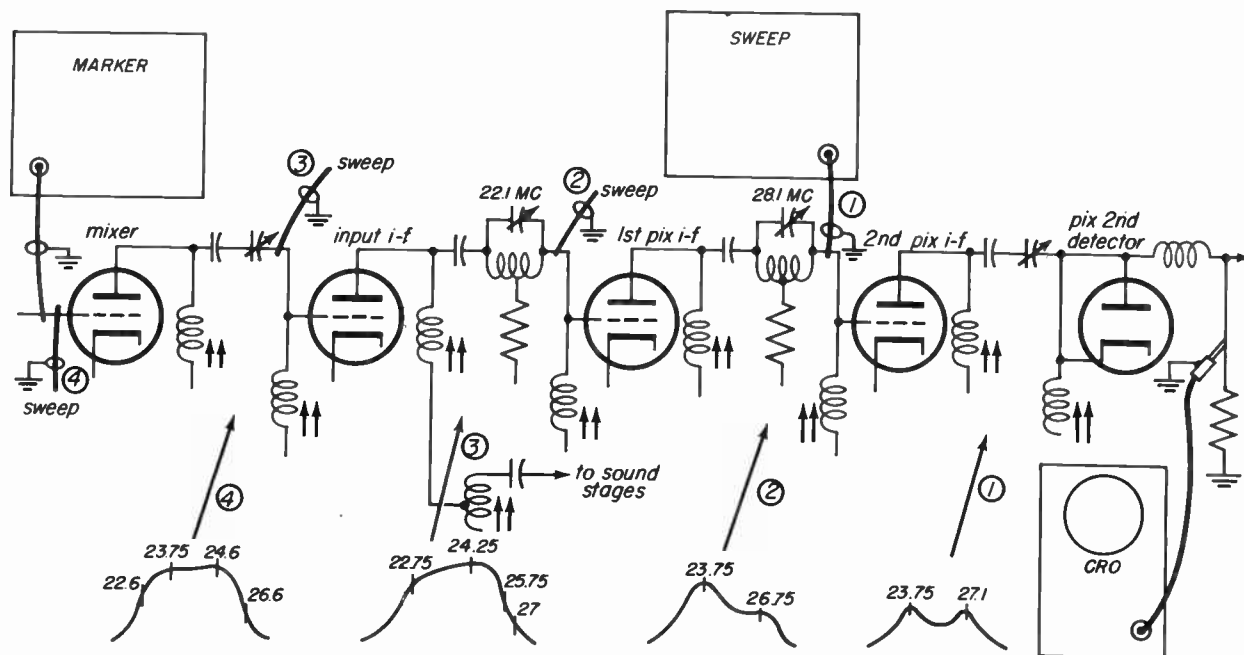 MARKER
SWEEP
③ sweep
② sweep
22.1 MC
28.1 MC
①
mixer
input i-f
1st pix i-f
2nd pix i-f
pix 2nd
detector
④
sweep
④
③
to sound
stages
②
①
CRO
22.6
23.75
24.6
26.6
22.75
24.25
25.75
27
23.75
26.75
23.75
27.1